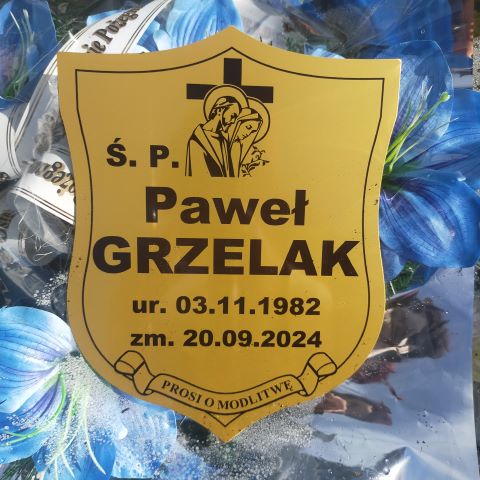 Ś. P.
Paweł
GRZELAK
ur. 03.11.1982
zm. 20.09.2024
PROSI O MODLITWĘ